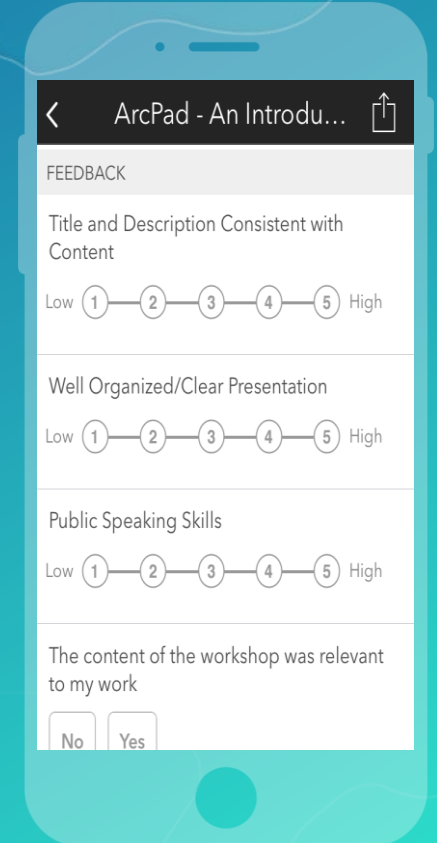 ArcPad - An Introdu...
FEEDBACK
Title and Description Consistent with
Content
Low 1 2 3 4 5 High
Well Organized/Clear Presentation
Low 1 2 3 4 5 High
Public Speaking Skills
Low 1 2 3 4 5 High
The content of the workshop was relevant
to my work
No Yes